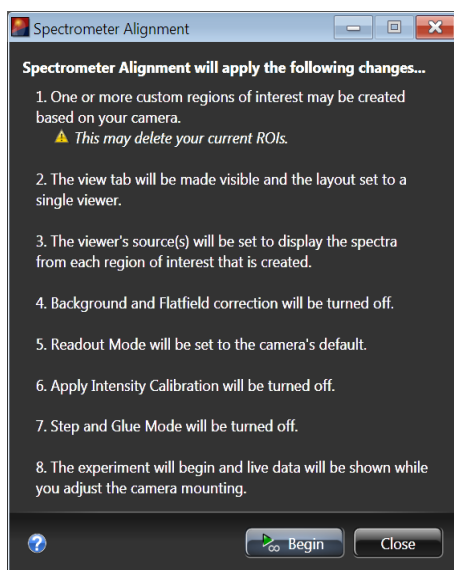 Spectrometer Alignment
Spectrometer Alignment will apply the following changes...
1. One or more custom regions of interest may be created
based on your camera.
This may delete your current ROIs.
2. The view tab will be made visible and the layout set to a
single viewer.
3. The viewer's source(s) will be set to display the spectra
from each region of interest that is created.
4. Background and Flatfield correction will be turned off.
5. Readout Mode will be set to the camera's default.
6. Apply Intensity Calibration will be turned off.
7. Step and Glue Mode will be turned off.
8. The experiment will begin and live data will be shown while
you adjust the camera mounting.
Begin
Close